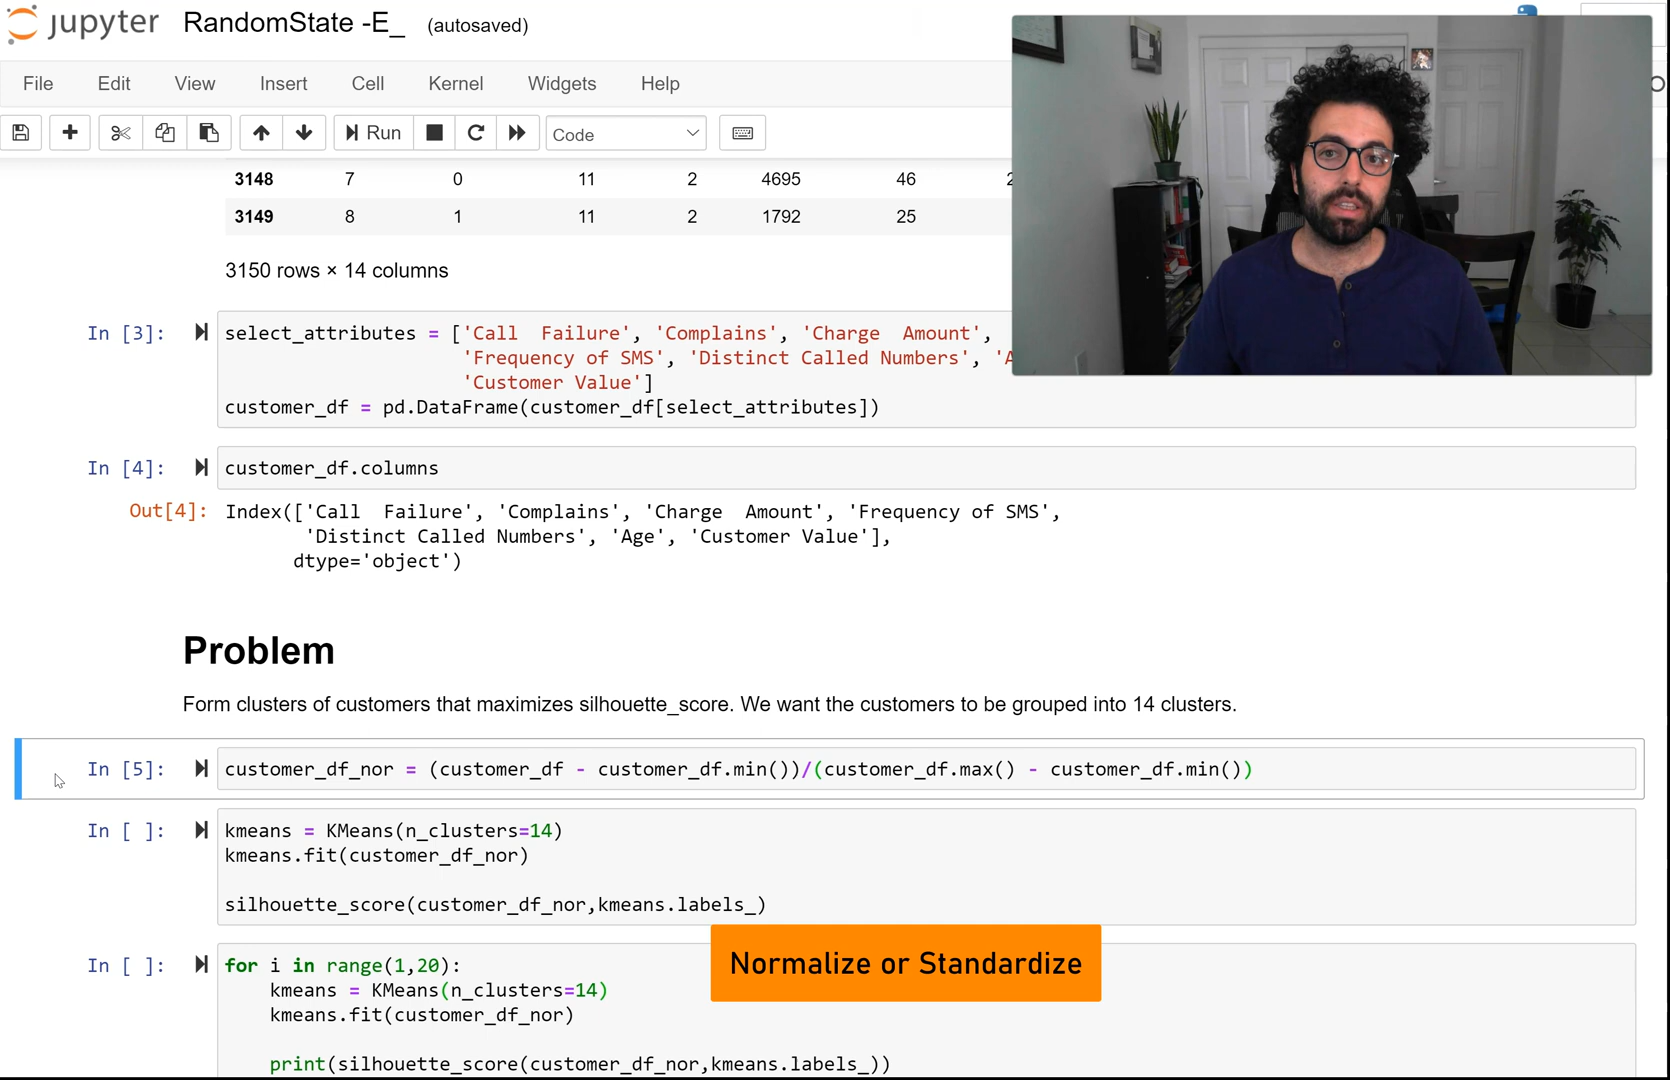 jupyter RandomState -E_ (autosaved)
File Edit View Insert Cell Kernel Widgets Help
Run Code
3148 7 0 11 2 4695 46 2
3149 8 1 11 2 1792 25
3150 rows × 14 columns
In [3]: select_attributes = ['Call  Failure', 'Complains', 'Charge  Amount',
'Frequency of SMS', 'Distinct Called Numbers', 'A
'Customer Value']
customer_df = pd.DataFrame(customer_df[select_attributes])
In [4]: customer_df.columns
Out[4]: Index(['Call  Failure', 'Complains', 'Charge  Amount', 'Frequency of SMS',
'Distinct Called Numbers', 'Age', 'Customer Value'],
dtype='object')
Problem
Form clusters of customers that maximizes silhouette_score. We want the customers to be grouped into 14 clusters.
In [5]: customer_df_nor = (customer_df - customer_df.min())/(customer_df.max() - customer_df.min())
In [ ]: kmeans = KMeans(n_clusters=14)
kmeans.fit(customer_df_nor)
silhouette_score(customer_df_nor,kmeans.labels_)
Normalize or Standardize
In [ ]: for i in range(1,20):
kmeans = KMeans(n_clusters=14)
kmeans.fit(customer_df_nor)
print(silhouette_score(customer_df_nor,kmeans.labels_))